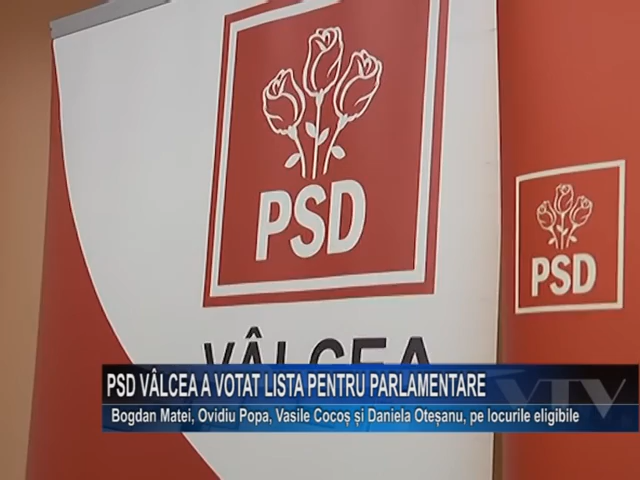 PSD
PSD
VÂLCEA
PSD VÂLCEA A VOTAT LISTA PENTRU PARLAMENTARE
VTV
Bogdan Matei, Ovidiu Popa, Vasile Cocoș și Daniela Oteșanu, pe locurile eligibile